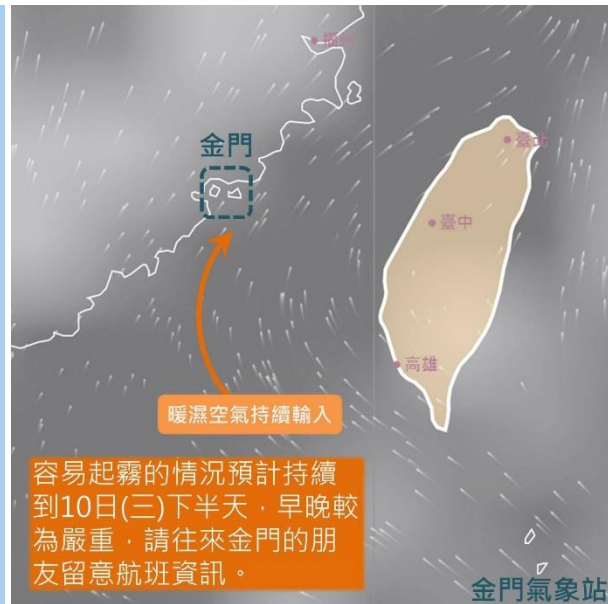 福州
金門
臺北
臺中
高雄
暖濕空氣持續輸入
容易起霧的情況預計持續
到10日(三)下半天，早晚較
為嚴重，請往來金門的朋
友留意航班資訊。
金門氣象站